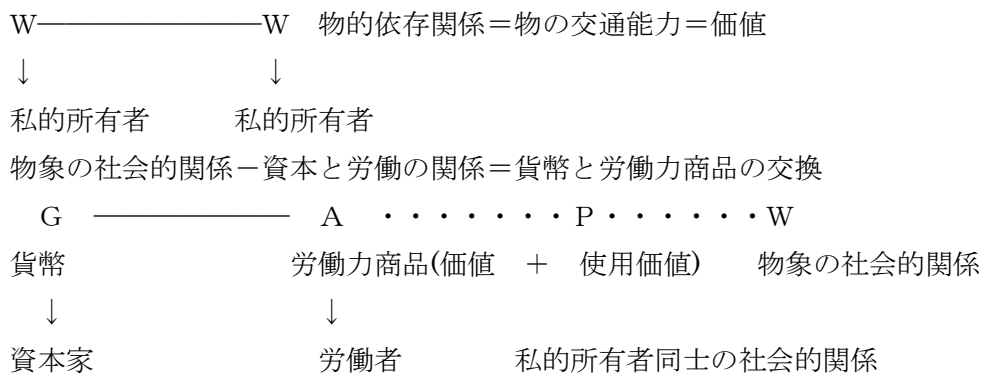 W――――――――W　物的依存関係＝物の交通能力＝価値
↓　　　　　　　　↓
私的所有者　　　私的所有者
物象の社会的関係－資本と労働の関係＝貨幣と労働力商品の交換
G　―――――――　A　・・・・・・・P・・・・・・W
貨幣　　　　　　　　労働力商品(価値　＋　使用価値)　　物象の社会的関係
↓　　　　　　　　　　↓
資本家　　　　　　　　労働者　　　　私的所有者同士の社会的関係